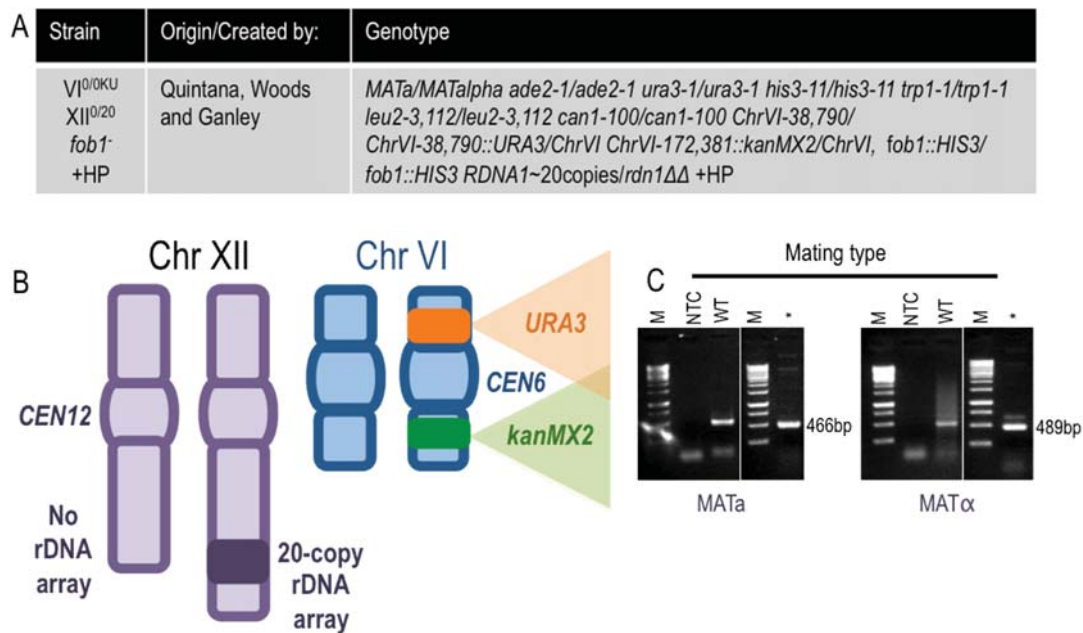 A
Strain Origin/Created by: Genotype
VI0/0KU
XII0/20
fob1-
+HP
Quintana, Woods
and Ganley
MATa/MATalpha ade2-1/ade2-1 ura3-1/ura3-1 his3-11/his3-11 trp1-1/trp1-1
leu2-3,112/leu2-3,112 can1-100/can1-100 ChrVI-38,790/
ChrVI-38,790::URA3/ChrVI ChrVI-172,381::kanMX2/ChrVI, fob1::HIS3/
fob1::HIS3 RDNA1~20copies/rdn1ΔΔ +HP
B
Chr XII
Chr VI
URA3
CEN6
kanMX2
CEN12
No
rDNA
array
20-copy
rDNA
array
C
Mating type
M NTC WT M *
466bp
MATa
M NTC WT M *
489bp
MATα